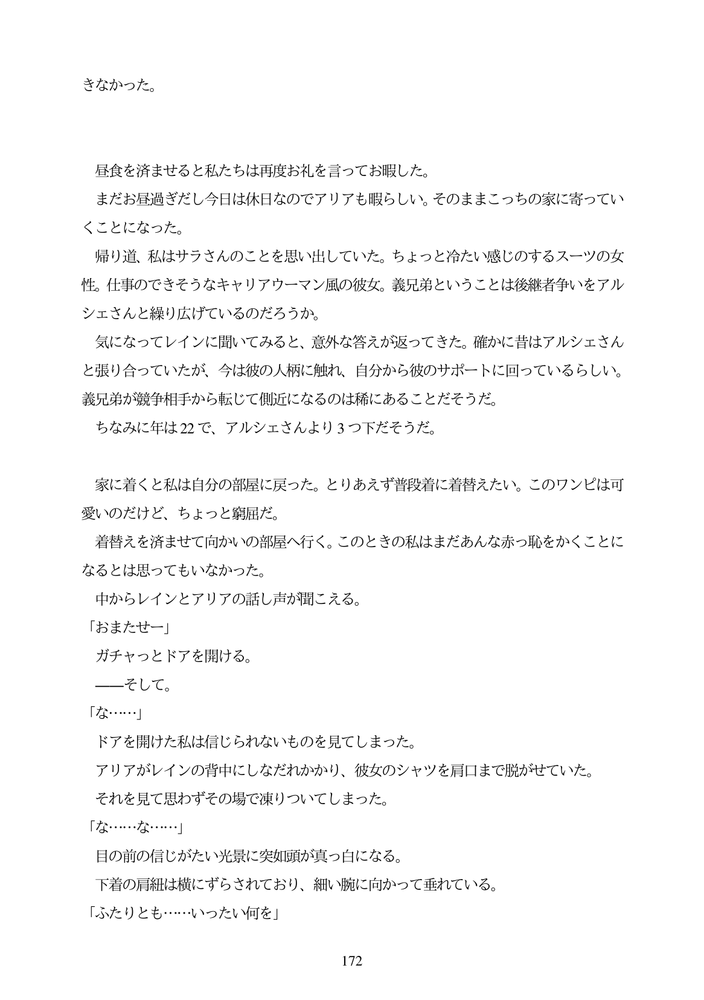 きなかった。
昼食を済ませると私たちは再度お礼を言ってお暇した。
まだお昼過ぎだし今日は休日なのでアリアも暇らしい。そのままこっちの家に寄ってい
くことになった。
帰り道、私はサラさんのことを思い出していた。ちょっと冷たい感じのするスーツの女
性。仕事のできそうなキャリアウーマン風の彼女。義兄弟ということは後継者争いをアル
シェさんと繰り広げているのだろうか。
気になってレインに聞いてみると、意外な答えが返ってきた。確かに昔はアルシェさん
と張り合っていたが、今は彼の人柄に触れ、自分から彼のサポートに回っているらしい。
義兄弟が競争相手から転じて側近になるのは稀にあることだそうだ。
ちなみに年は22で、アルシェさんより3つ下だそうだ。
家に着くと私は自分の部屋に戻った。とりあえず普段着に着替えたい。このワンピは可
愛いのだけど、ちょっと窮屈だ。
着替えを済ませて向かいの部屋へ行く。このときの私はまだあんな赤っ恥をかくことに
なるとは思ってもいなかった。
中からレインとアリアの話し声が聞こえる。
「おまたせー」
ガチャっとドアを開ける。
――そして。
「な……」
ドアを開けた私は信じられないものを見てしまった。
アリアがレインの背中にしなだれかかり、彼女のシャツを肩口まで脱がせていた。
それを見て思わずその場で凍りついてしまった。
「な……な……」
目の前の信じがたい光景に突如頭が真っ白になる。
下着の肩紐は横にずらされており、細い腕に向かって垂れている。
「ふたりとも……いったい何を」
172